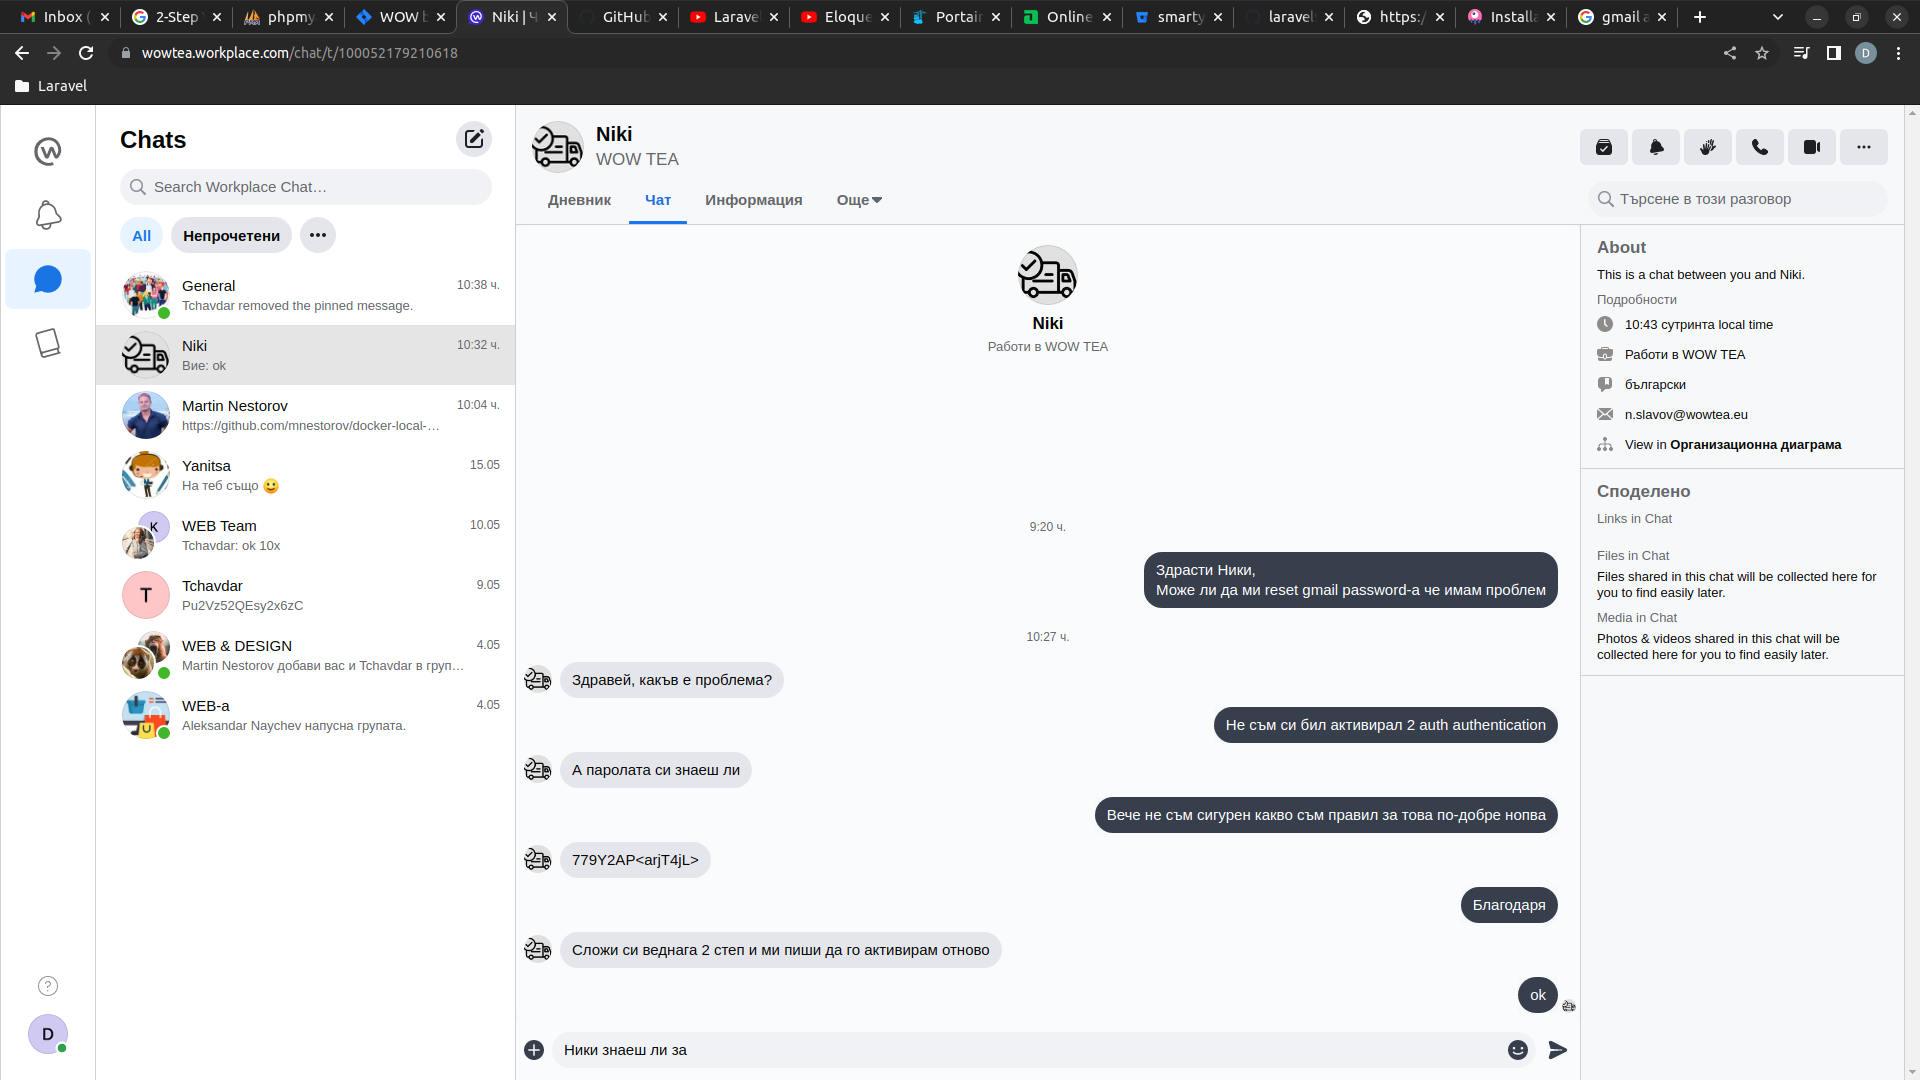 Inbox (
2-Step
phpmy
WOW b
Niki | Ч
GitHub
Larave
Eloque
Portain
Online
smarty
laravel
https:/
Installa
gmail a
wowtea.workplace.com/chat/t/100052179210618
D
Laravel
Chats
Search Workplace Chat…
All
Непрочетени
General
10:38 ч.
Tchavdar removed the pinned message.
Niki
10:32 ч.
Вие: ok
Martin Nestorov
10:04 ч.
https://github.com/mnestorov/docker-local-…
Yanitsa
15.05
На теб също 🙂
K
WEB Team
10.05
Tchavdar: ok 10x
T
Tchavdar
9.05
Pu2Vz52QEsy2x6zC
WEB & DESIGN
4.05
Martin Nestorov добави вас и Tchavdar в груп…
WEB-a
4.05
Aleksandar Naychev напусна групата.
D
Niki
WOW TEA
Дневник
Чат
Информация
Още
Търсене в този разговор
Niki
Работи в WOW TEA
9:20 ч.
Здрасти Ники,
Може ли да ми reset gmail password-а че имам проблем
10:27 ч.
Здравей, какъв е проблема?
Не съм си бил активирал 2 auth authentication
А паролата си знаеш ли
Вече не съм сигурен какво съм правил за това по-добре нопва
779Y2AP<arjT4jL>
Благодаря
Сложи си веднага 2 степ и ми пиши да го активирам отново
ok
Ники знаеш ли за
About
This is a chat between you and Niki.
Подробности
10:43 сутринта local time
Работи в WOW TEA
български
n.slavov@wowtea.eu
View in Организационна диаграма
Споделено
Links in Chat
Files in Chat
Files shared in this chat will be collected here for
you to find easily later.
Media in Chat
Photos & videos shared in this chat will be
collected here for you to find easily later.